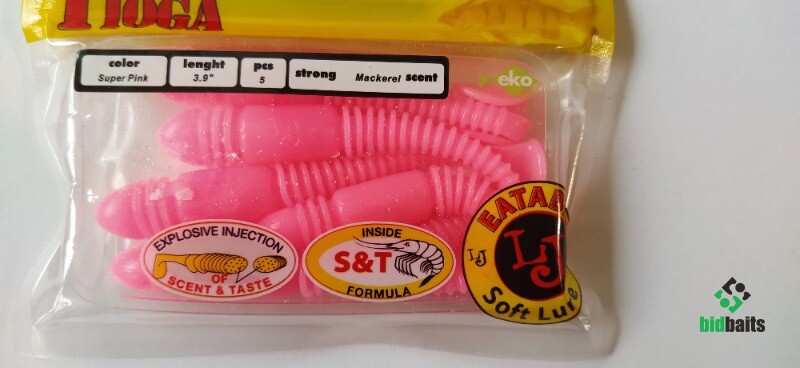 TIOGA
color
Super Pink
lenght
3.9"
pcs
5
strong Mackerel scent
eko
EXPLOSIVE INJECTION
OF
SCENT & TASTE
INSIDE
S&T
FORMULA
LJ
LJ
Soft Lure
bidbaits